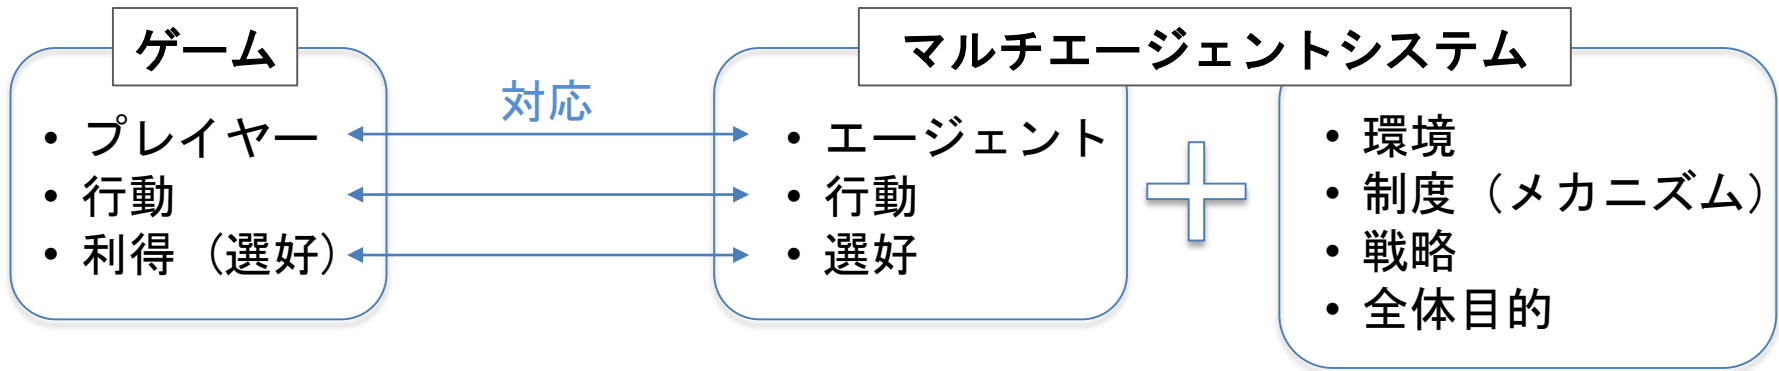 ゲーム
• プレイヤー
• 行動
• 利得（選好）
対応
マルチエージェントシステム
• エージェント
• 行動
• 選好
• 環境
• 制度（メカニズム）
• 戦略
• 全体目的